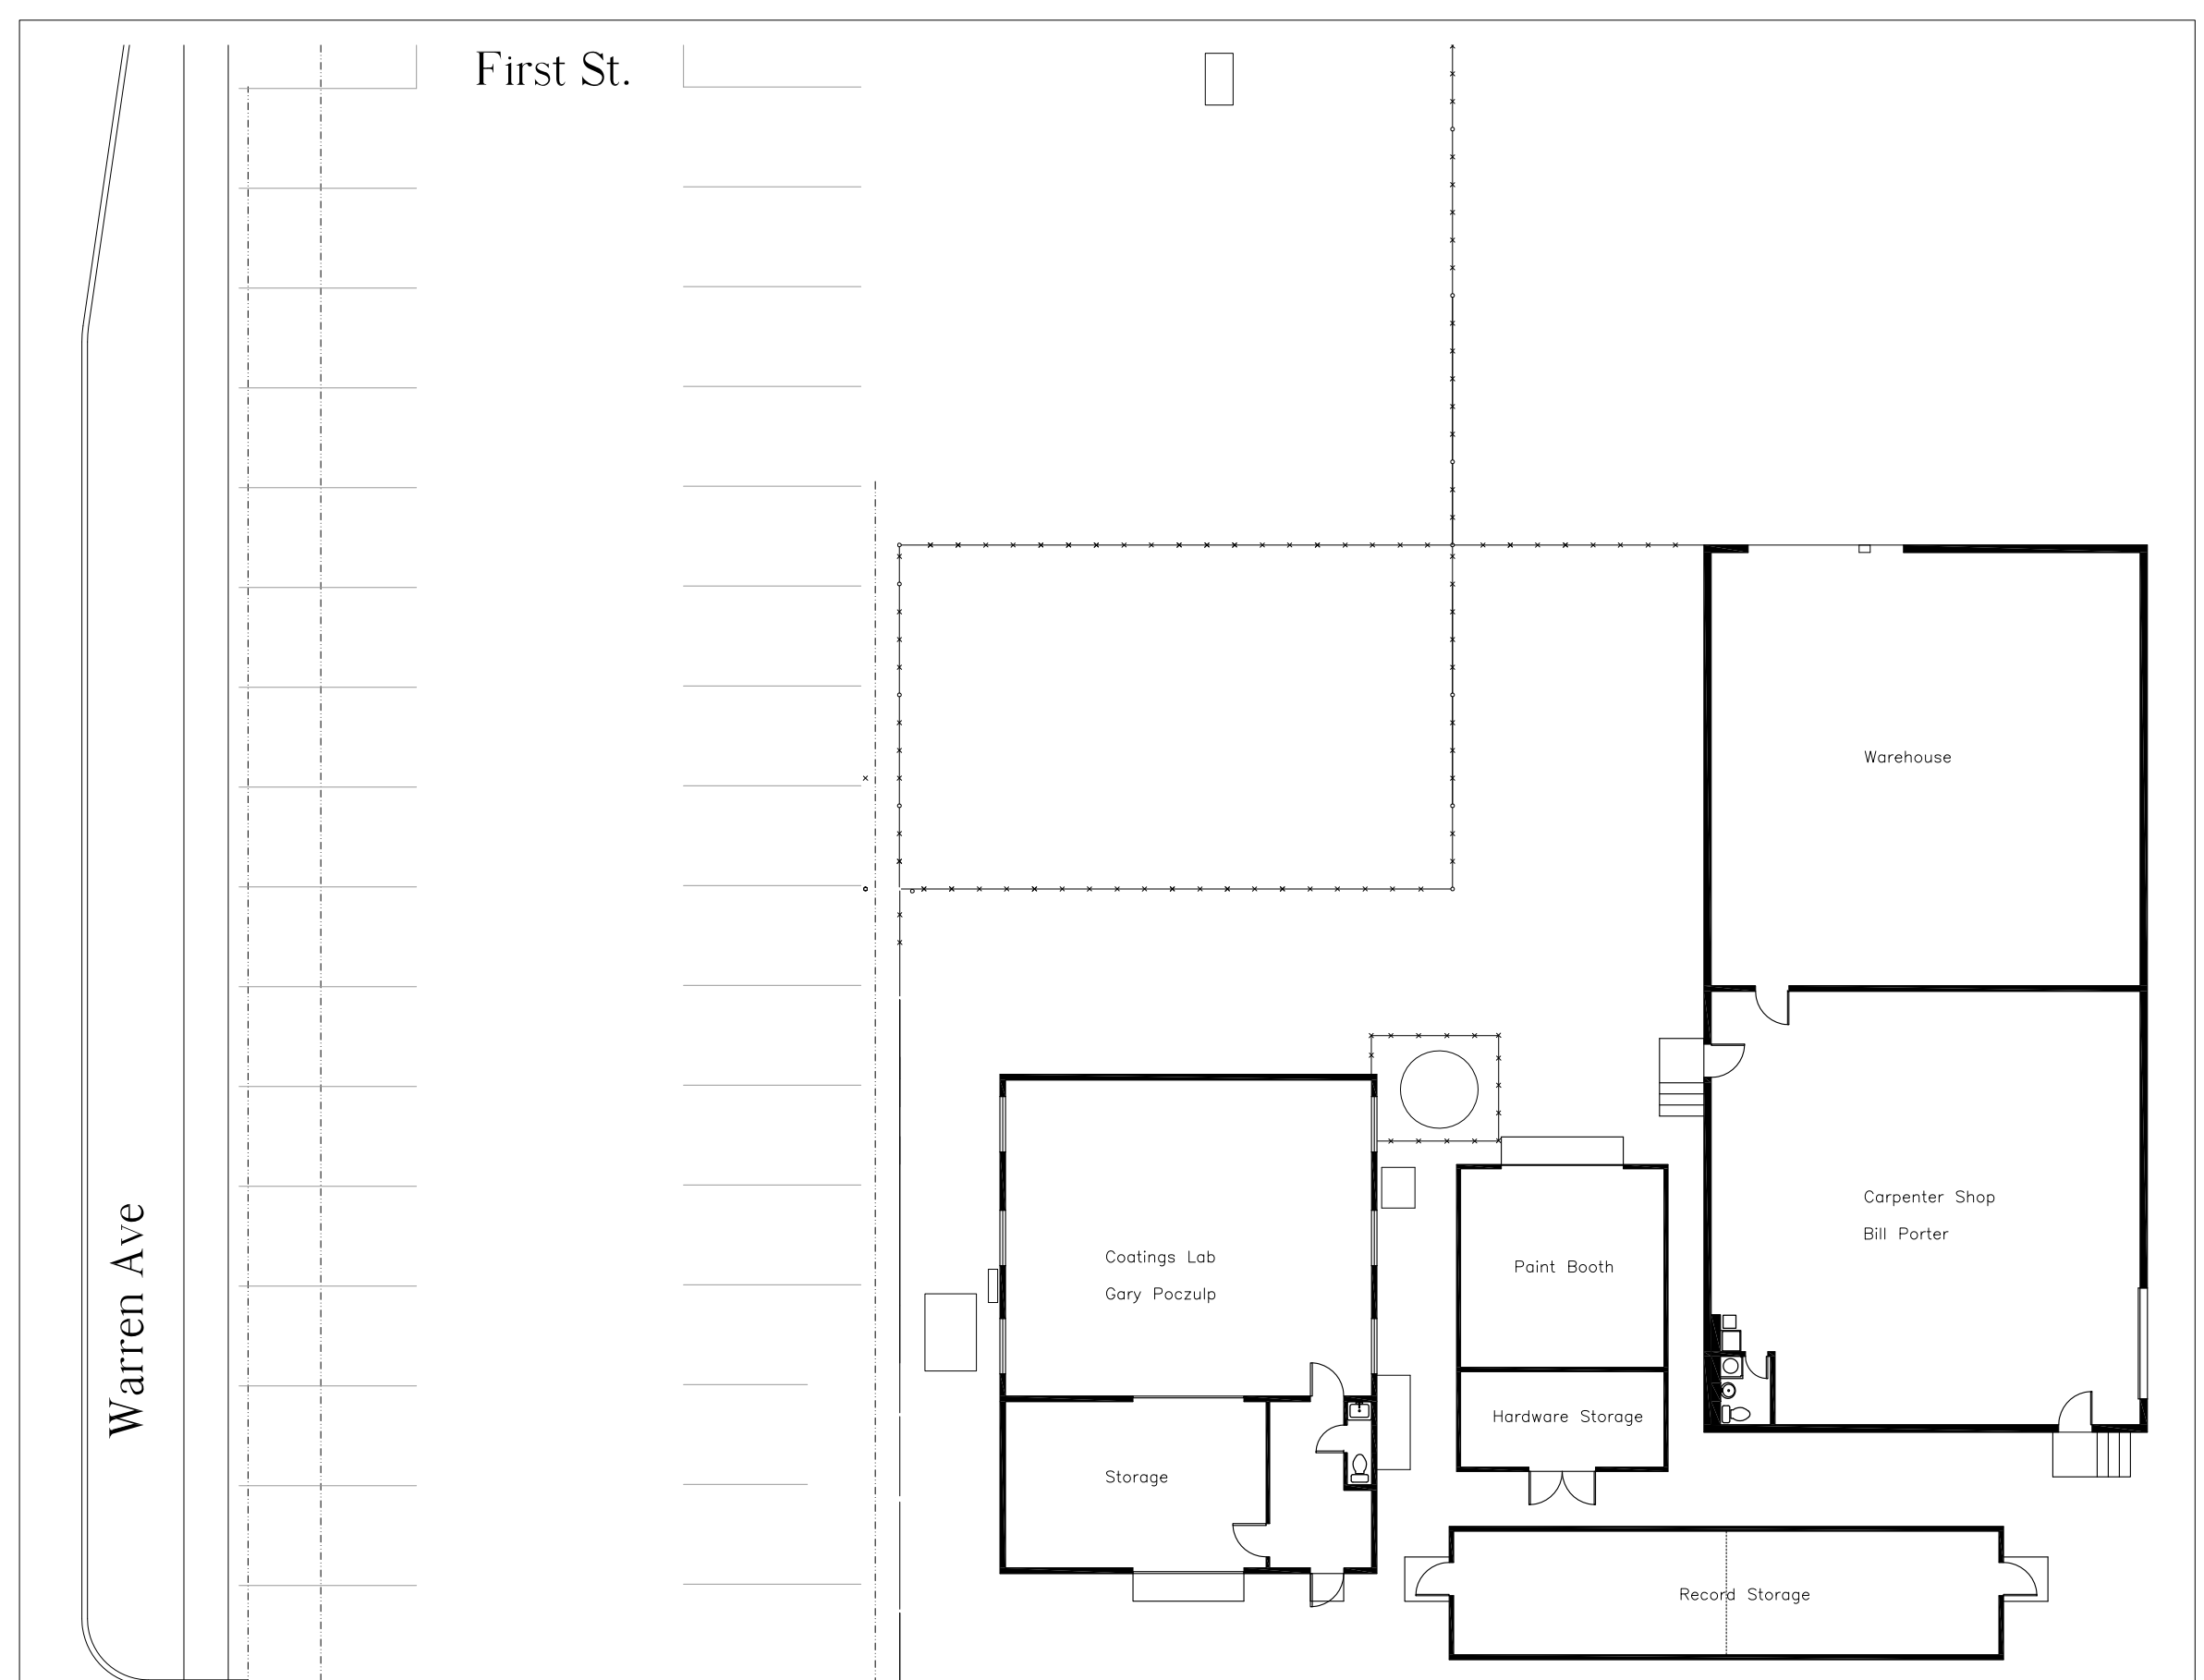 First St.
Warehouse
Carpenter Shop
Bill Porter
Coatings Lab
Gary Poczulp
Paint Booth
Warren Ave
Hardware Storage
Storage
Record Storage